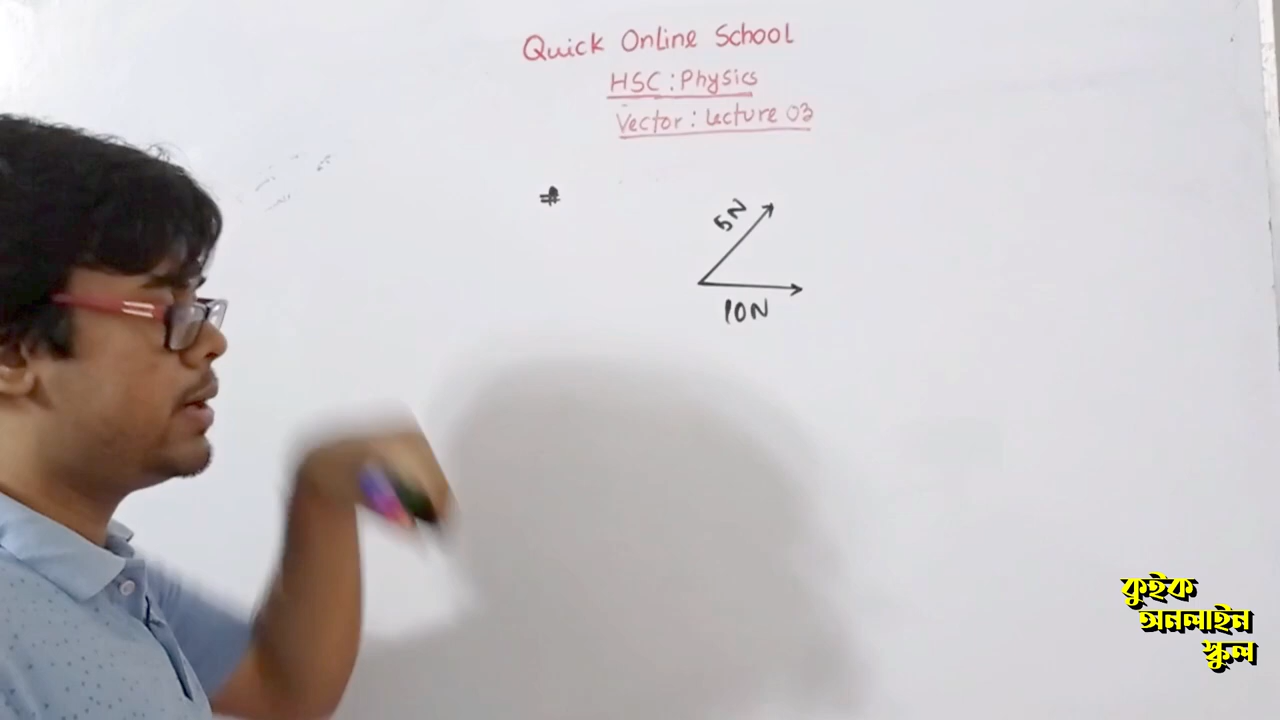 Quick Online School
HSC : Physics
Vector : Lecture 03
#
5N
10N
কুইক
অনলাইন
স্কুল